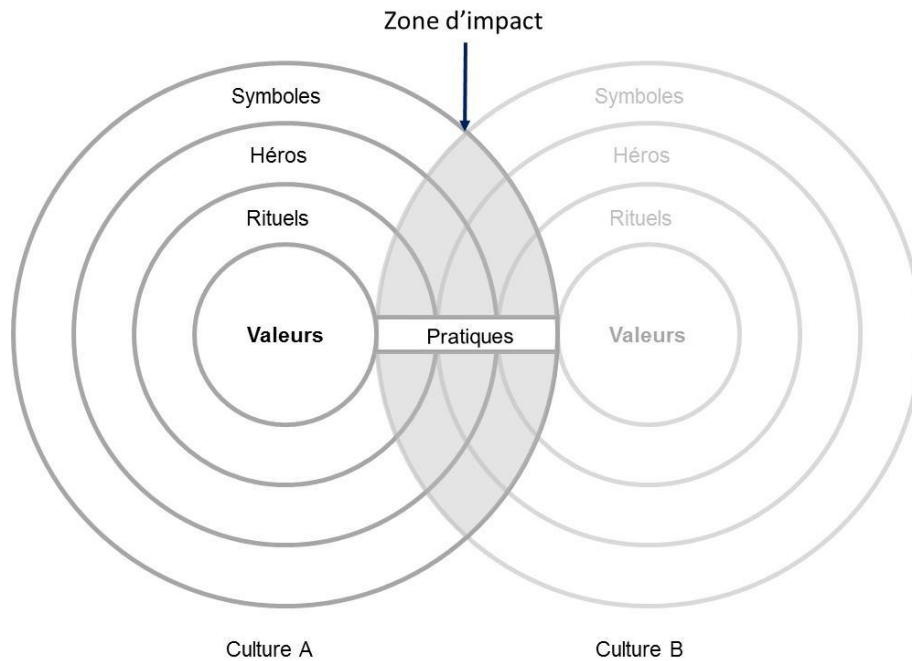 Zone d’impact
Symboles
Symboles
Héros
Héros
Rituels
Rituels
Valeurs
Pratiques
Valeurs
Culture A
Culture B